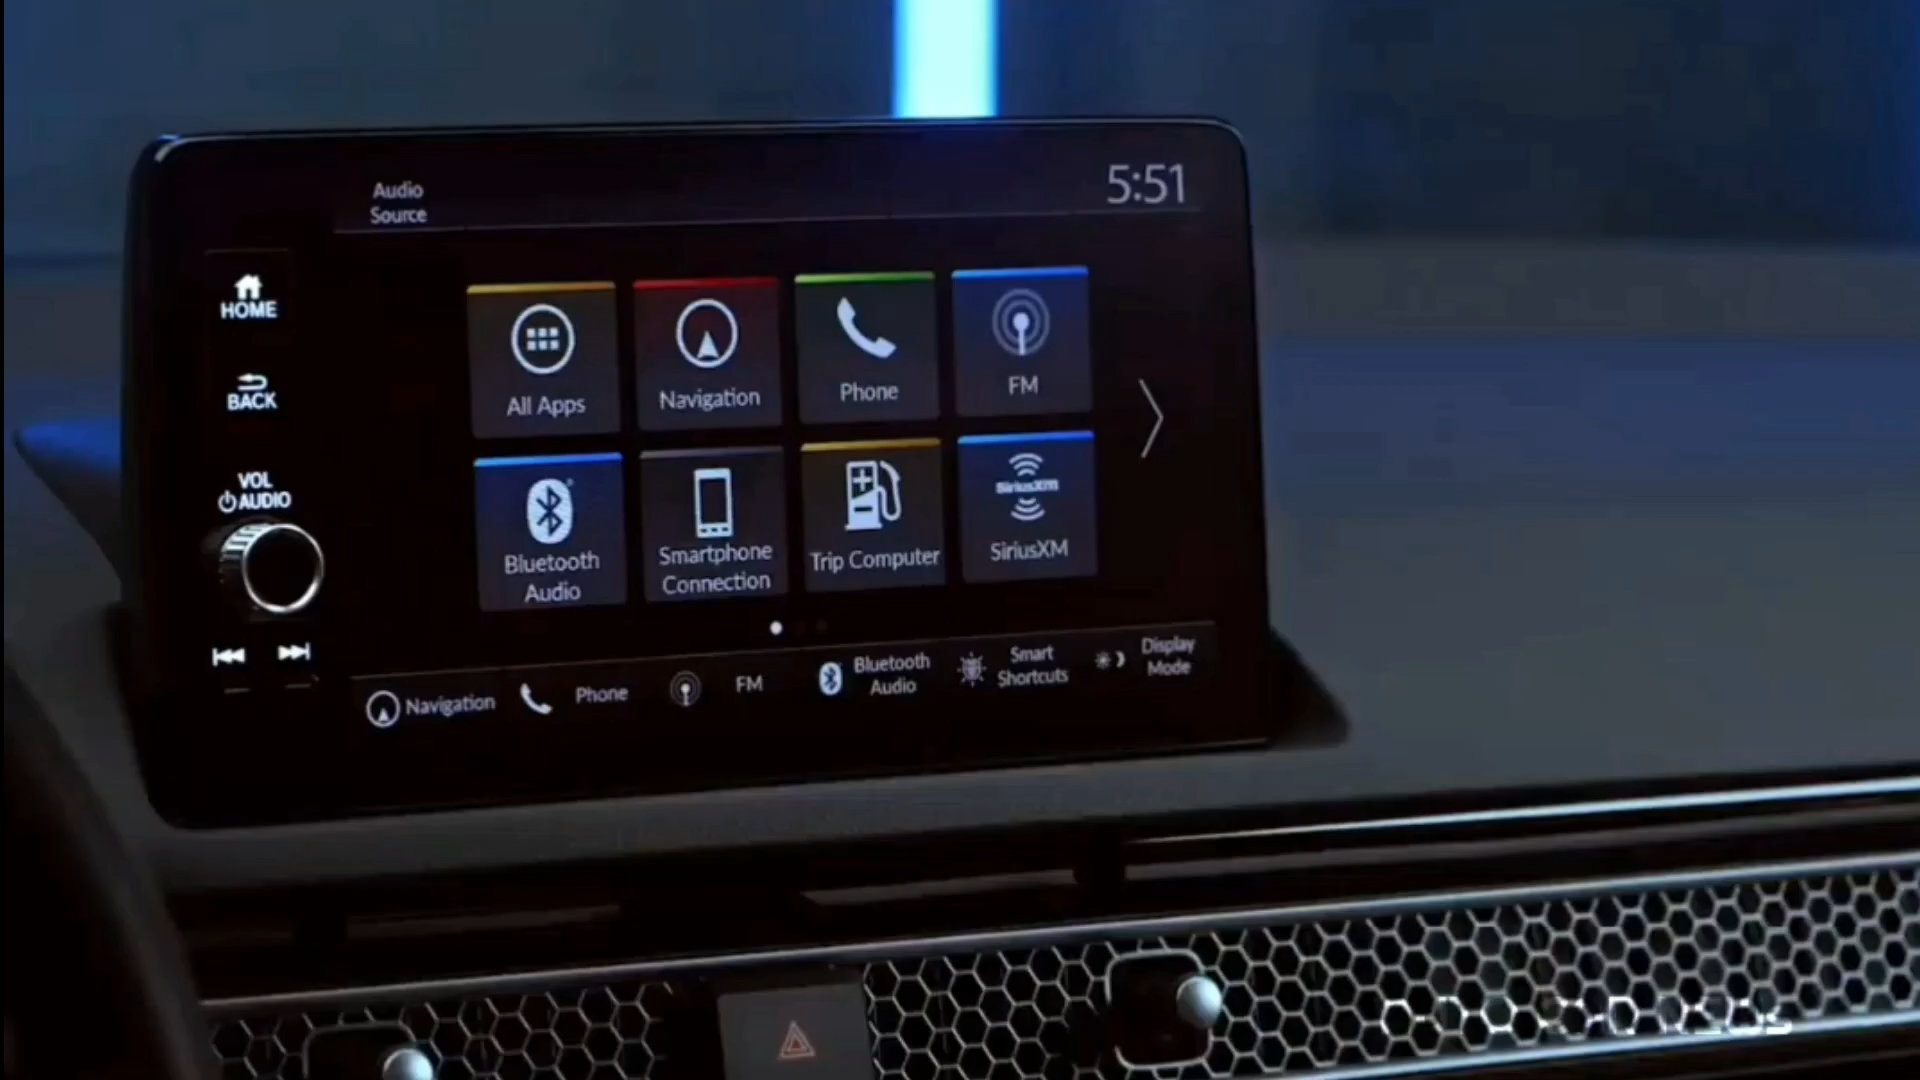 Audio
Source
5:51
HOME
BACK
VOL
AUDIO
All Apps
Navigation
Phone
FM
Bluetooth
Audio
Smartphone
Connection
Trip Computer
SiriusXM
SiriusXM
Navigation
Phone
FM
Bluetooth
Audio
Smart
Shortcuts
Display
Mode